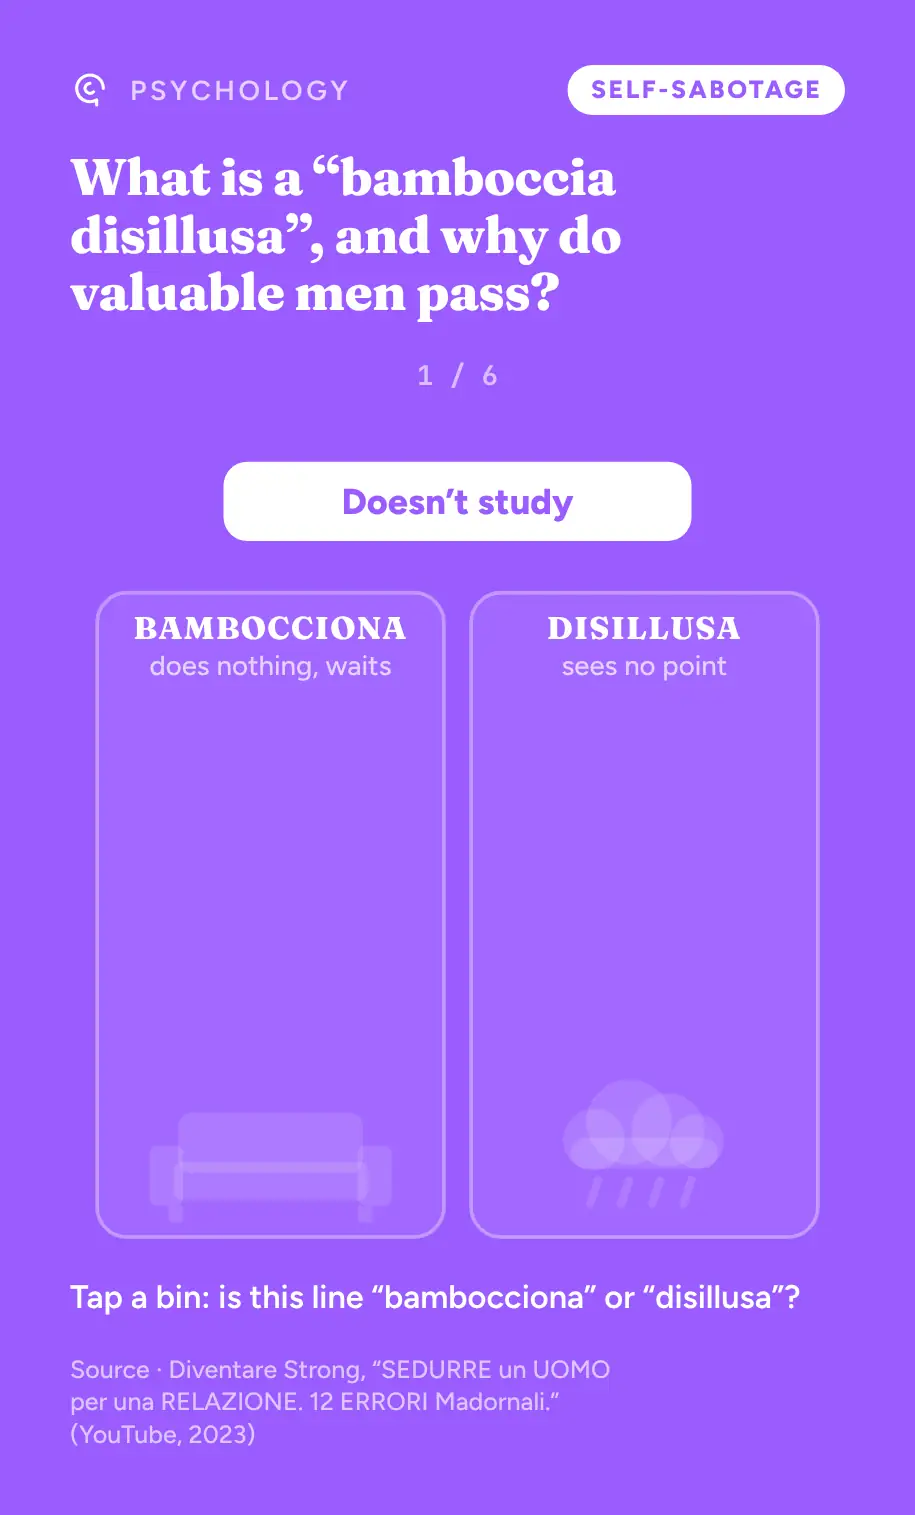 PSYCHOLOGY
SELF-SABOTAGE
What is a “bamboccia
disillusa”, and why do
valuable men pass?
1 / 6
Doesn’t study
BAMBOCCIONA
does nothing, waits
DISILLUSA
sees no point
Tap a bin: is this line “bambocciona” or “disillusa”?
Source · Diventare Strong, “SEDURRE un UOMO
per una RELAZIONE. 12 ERRORI Madornali.”
(YouTube, 2023)